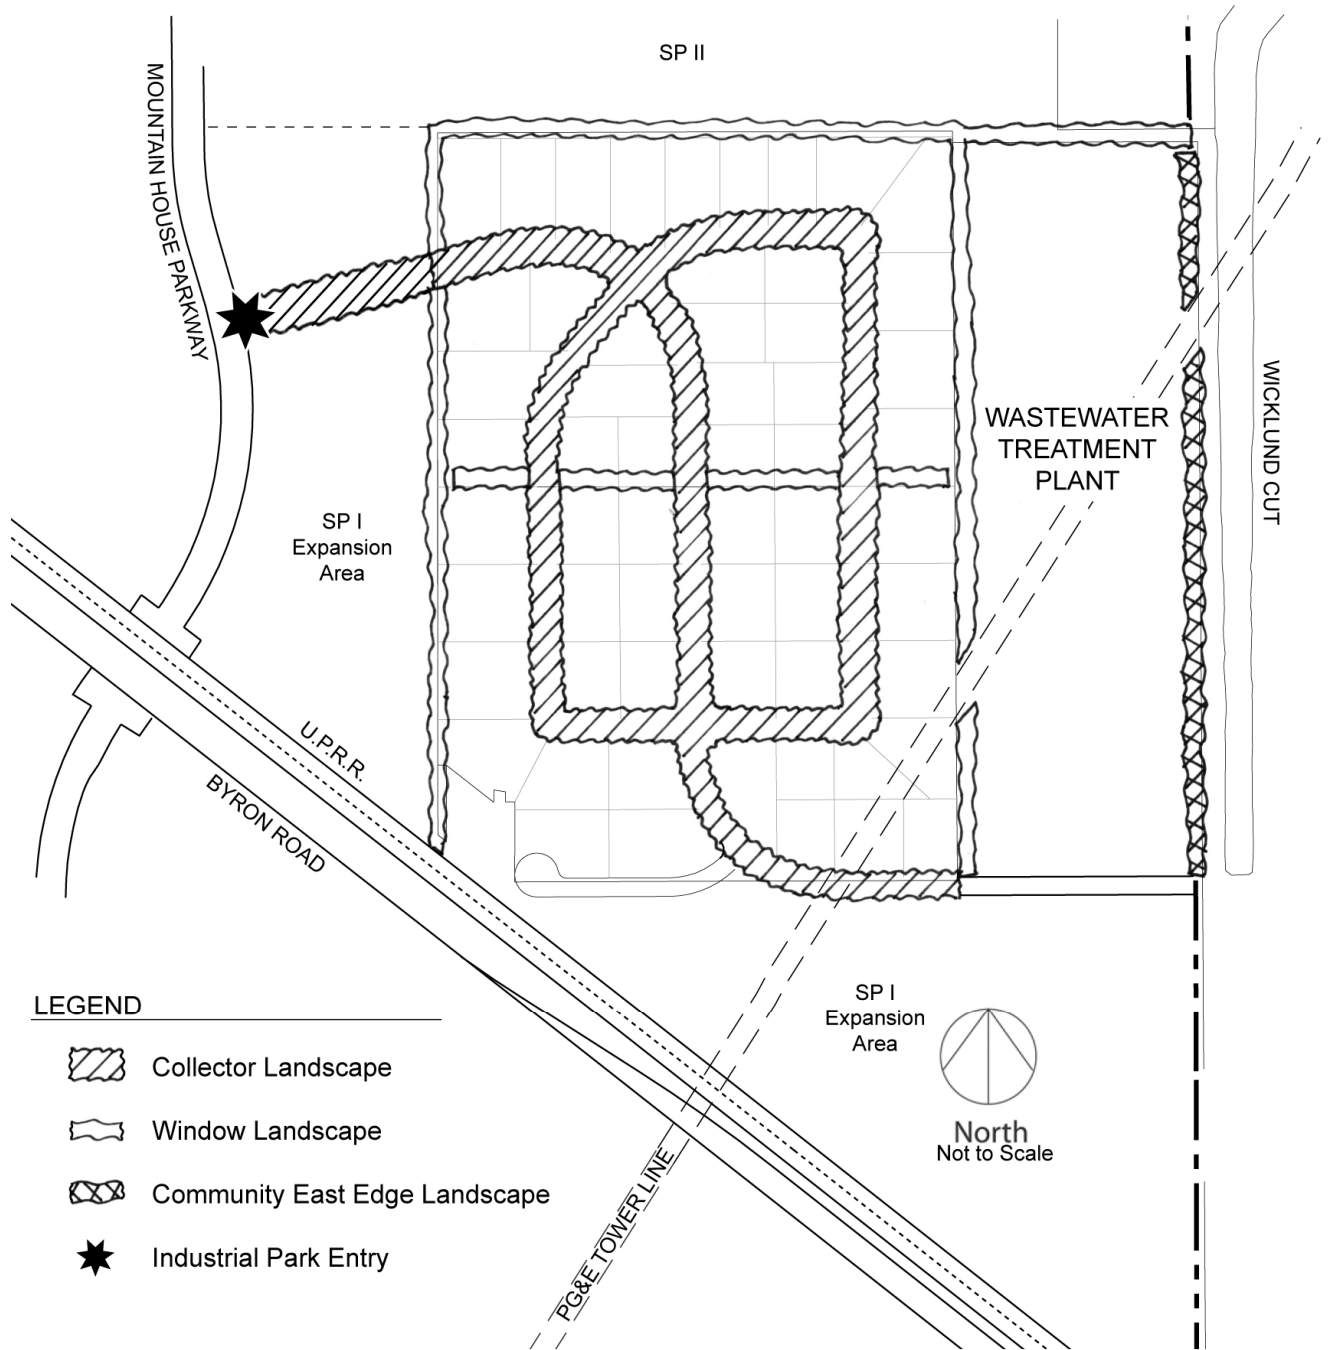 SP II
MOUNTAIN HOUSE PARKWAY
WASTEWATER
TREATMENT
PLANT
WICKLUND CUT
SP I
Expansion
Area
U.P.R.R.
BYRON ROAD
SP I
Expansion
Area
LEGEND
Collector Landscape
Window Landscape
Community East Edge Landscape
Industrial Park Entry
North
Not to Scale
PG&E TOWER LINE